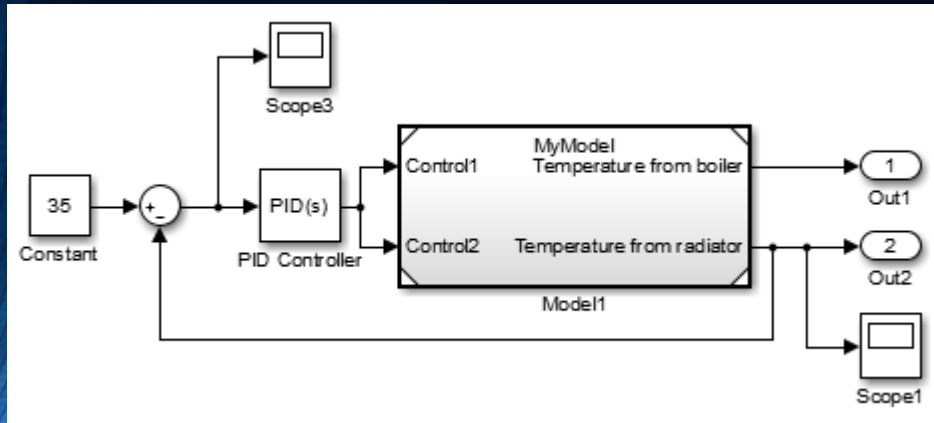 Scope3
MyModel
Control1
Temperature from boiler
1
Out1
35
+
-
PID(s)
Constant
PID Controller
Control2
Temperature from radiator
2
Out2
Model1
Scope1